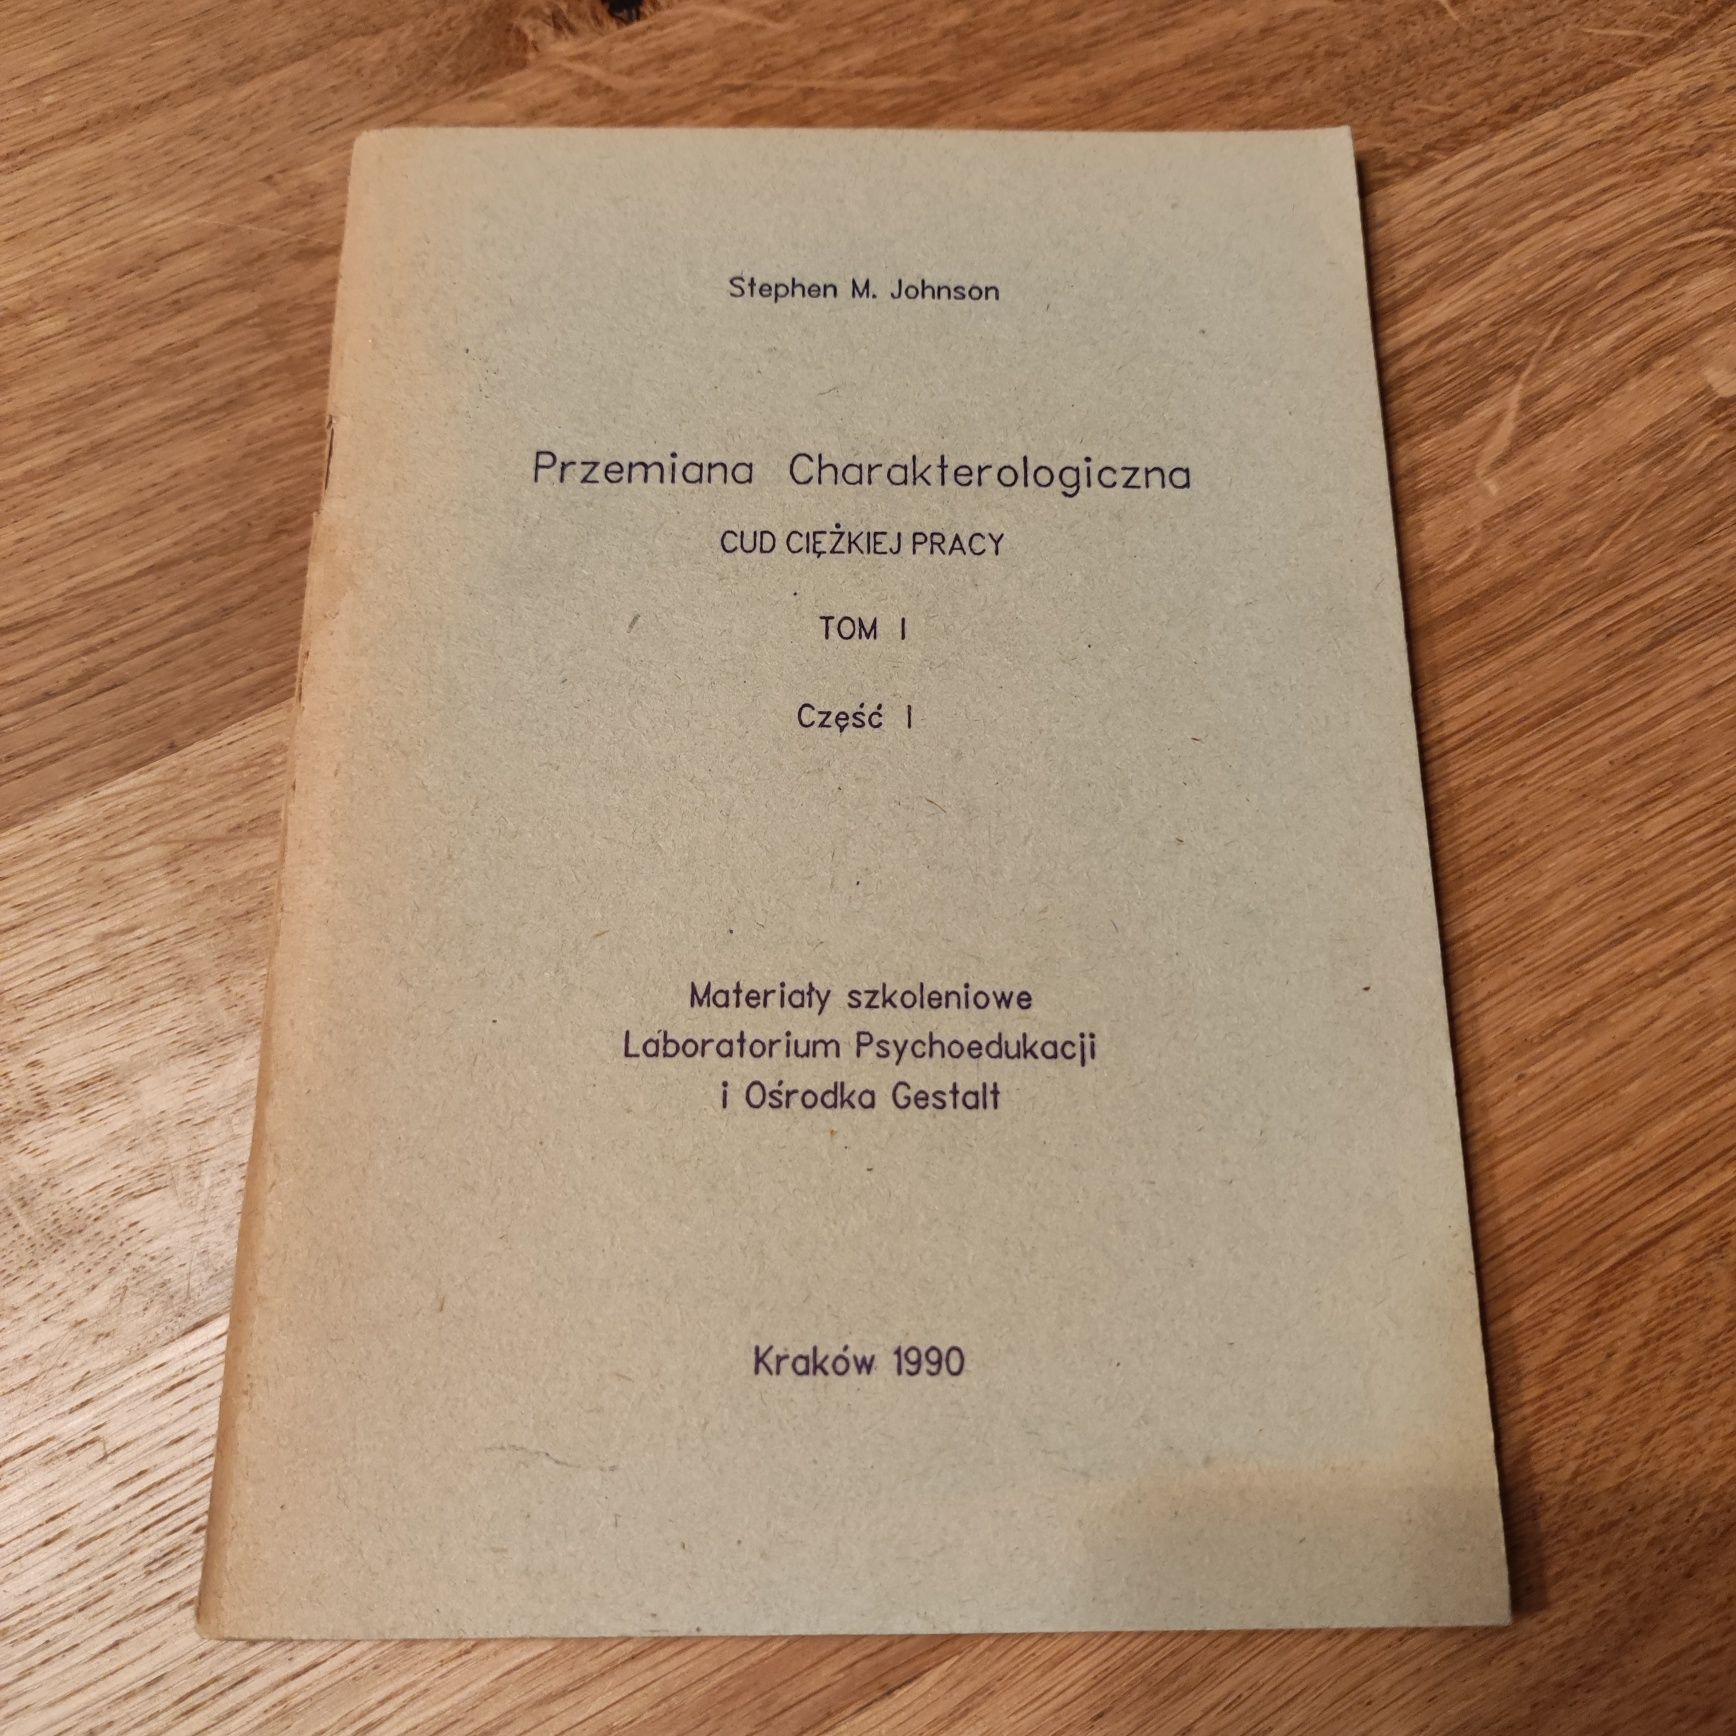 Stephen M. Johnson
Przemiana Charakterologiczna
CUD CIĘŻKIEJ PRACY
TOM I
Część I
Materiały szkoleniowe
Laboratorium Psychoedukacji
i Ośrodka Gestalt
Kraków 1990